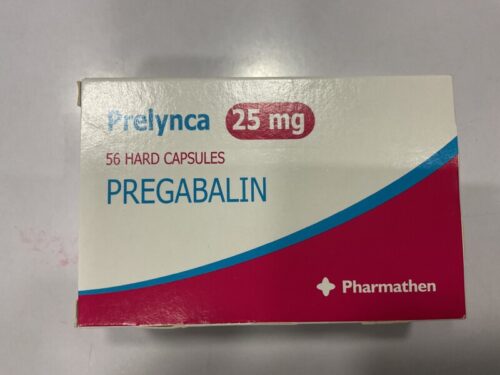 Prelynca 25 mg
56 HARD CAPSULES
PREGABALIN
Pharmathen